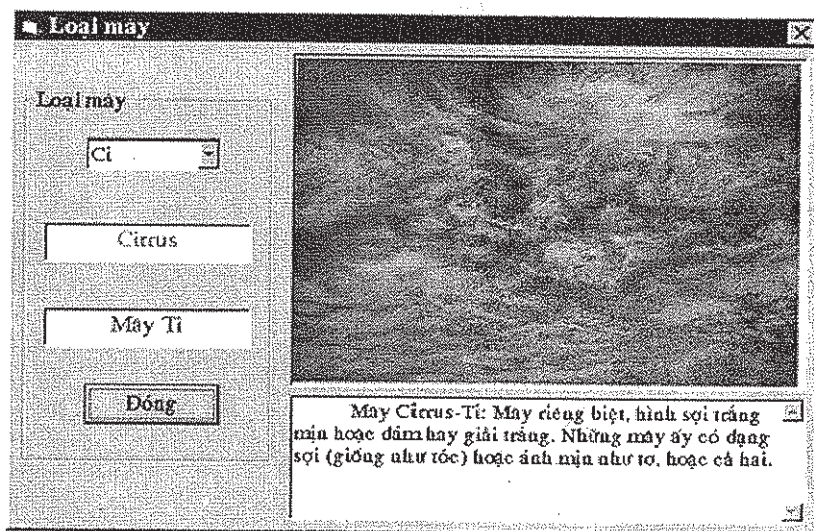 Loại mây
Loại mây
Ci
Cirrus
Mây Ti
Đóng
Mây Cirrus-Ti: Mây riêng biệt, hình sợi trắng
mịn hoặc đám hay giải trắng. Những mây ấy có dạng
sợi (giống như tóc) hoặc ánh mịn như tơ, hoặc cả hai.